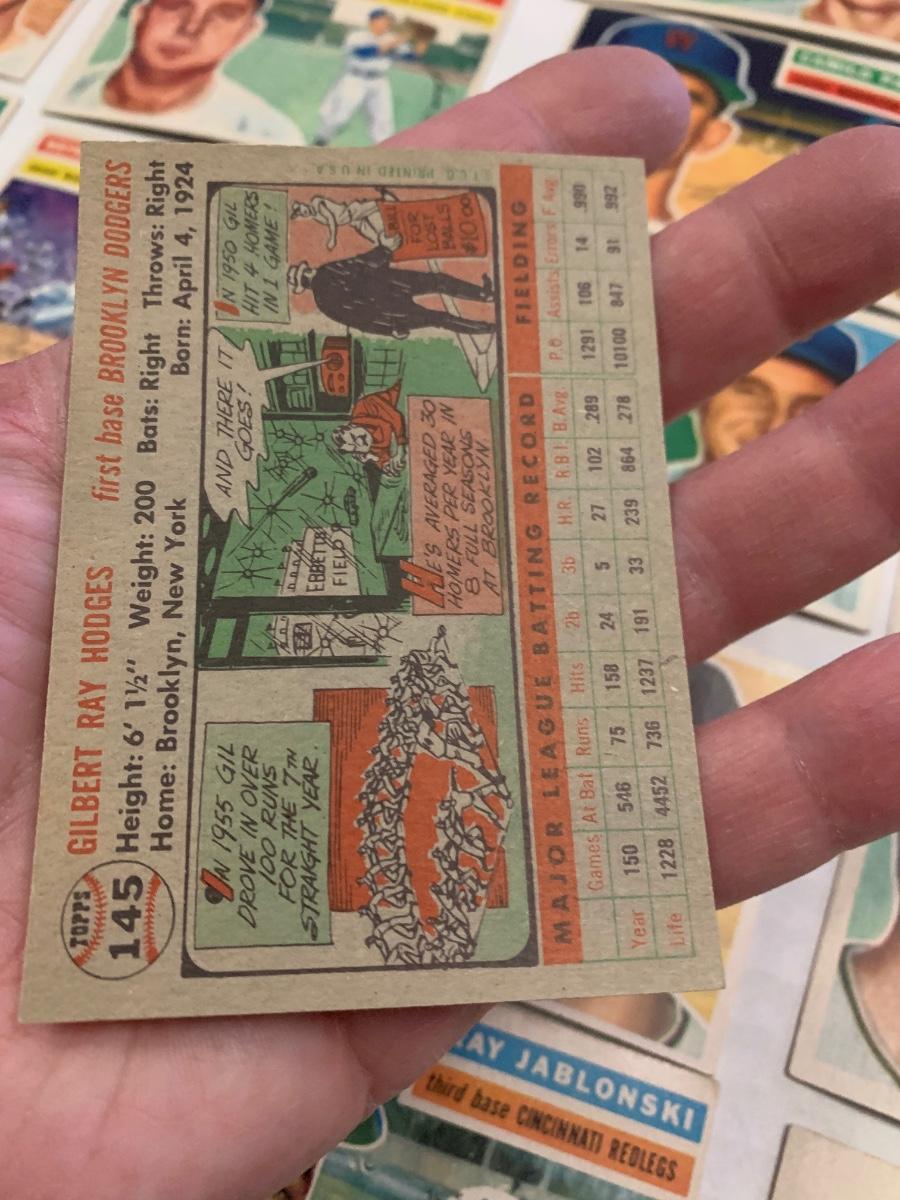 TOPPS
145
GILBERT RAY HODGES first base BROOKLYN DODGERS
Height: 6' 1½" Weight: 200 Bats: Right Throws: Right
Home: Brooklyn, New York Born: April 4, 1924
IN 1955 GIL
DROVE IN OVER
100 RUNS
FOR THE 7TH
STRAIGHT YEAR.
AND THERE IT
GOES!
EBBETS
FIELD
HE'S AVERAGED 30
HOMERS PER YEAR IN
8 FULL SEASONS
AT BROOKLYN
IN 1950 GIL
HIT 4 HOMERS
IN 1 GAME!
BILL
FOR
LOST
BALLS
$10.00
T.C.G. PRINTED IN U.S.A.
MAJOR LEAGUE BATTING RECORD FIELDING
Games At Bat Runs Hits 2b 3b H.R. R.B.I. B.Avg. P.O. Assists Errors F.Avg.
Year 150 546 75 158 24 5 27 102 .289 1291 106 14 .990
Life 1228 4452 736 1237 191 33 239 864 .278 10100 847 91 .992
RAY JABLONSKI
third base CINCINNATI REDLEGS
CAMILO